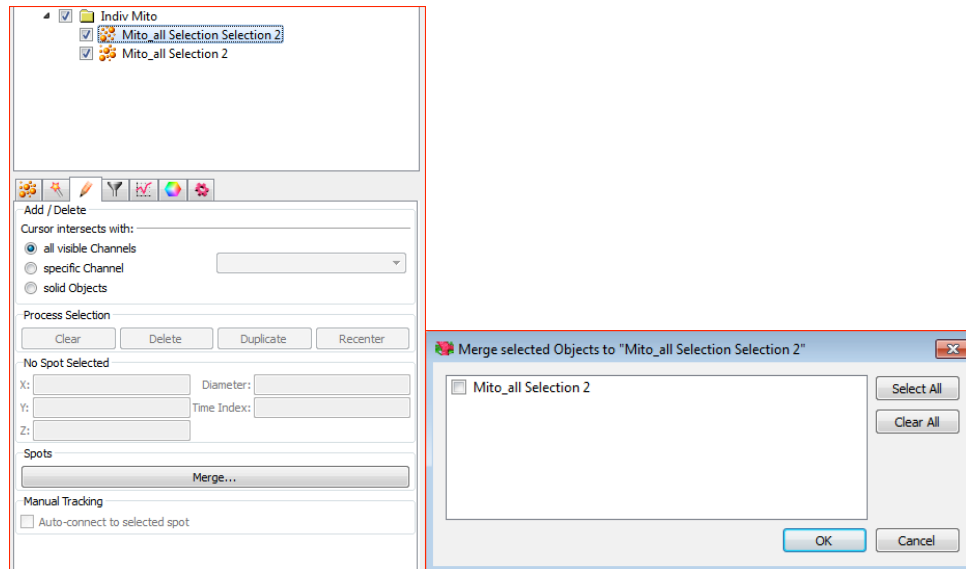 Indiv Mito
Mito_all Selection Selection 2
Mito_all Selection 2
Add / Delete
Cursor intersects with:
all visible Channels
specific Channel
solid Objects
Process Selection
Clear Delete Duplicate Recenter
No Spot Selected
X: Diameter:
Y: Time Index:
Z:
Spots
Merge...
Manual Tracking
Auto-connect to selected spot
Merge selected Objects to "Mito_all Selection Selection 2"
Mito_all Selection 2
Select All
Clear All
OK Cancel